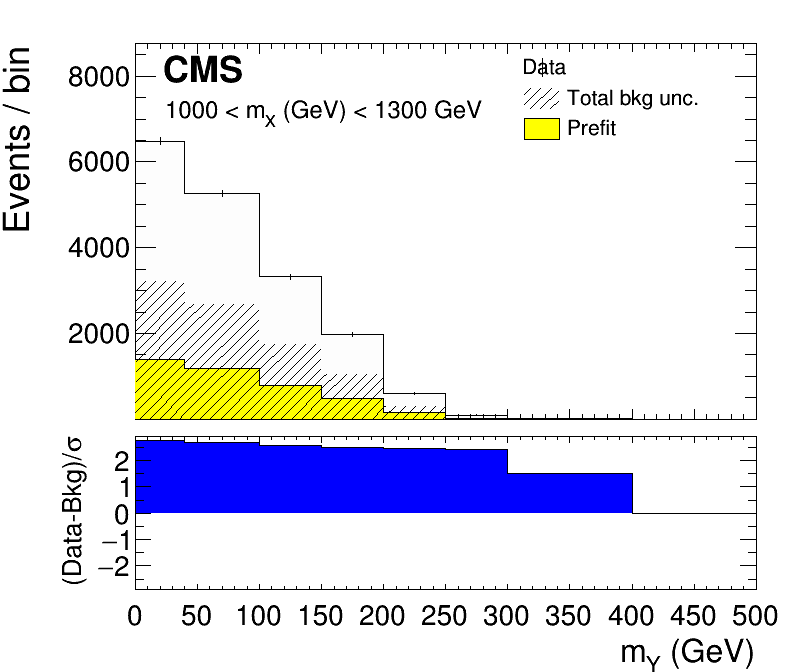 Events / bin
8000
6000
4000
2000
CMS
1000 < mX (GeV) < 1300 GeV
Data
Total bkg unc.
Prefit
(Data-Bkg)/σ
2
1
0
−1
−2
0 50 100 150 200 250 300 350 400 450 500
mY (GeV)